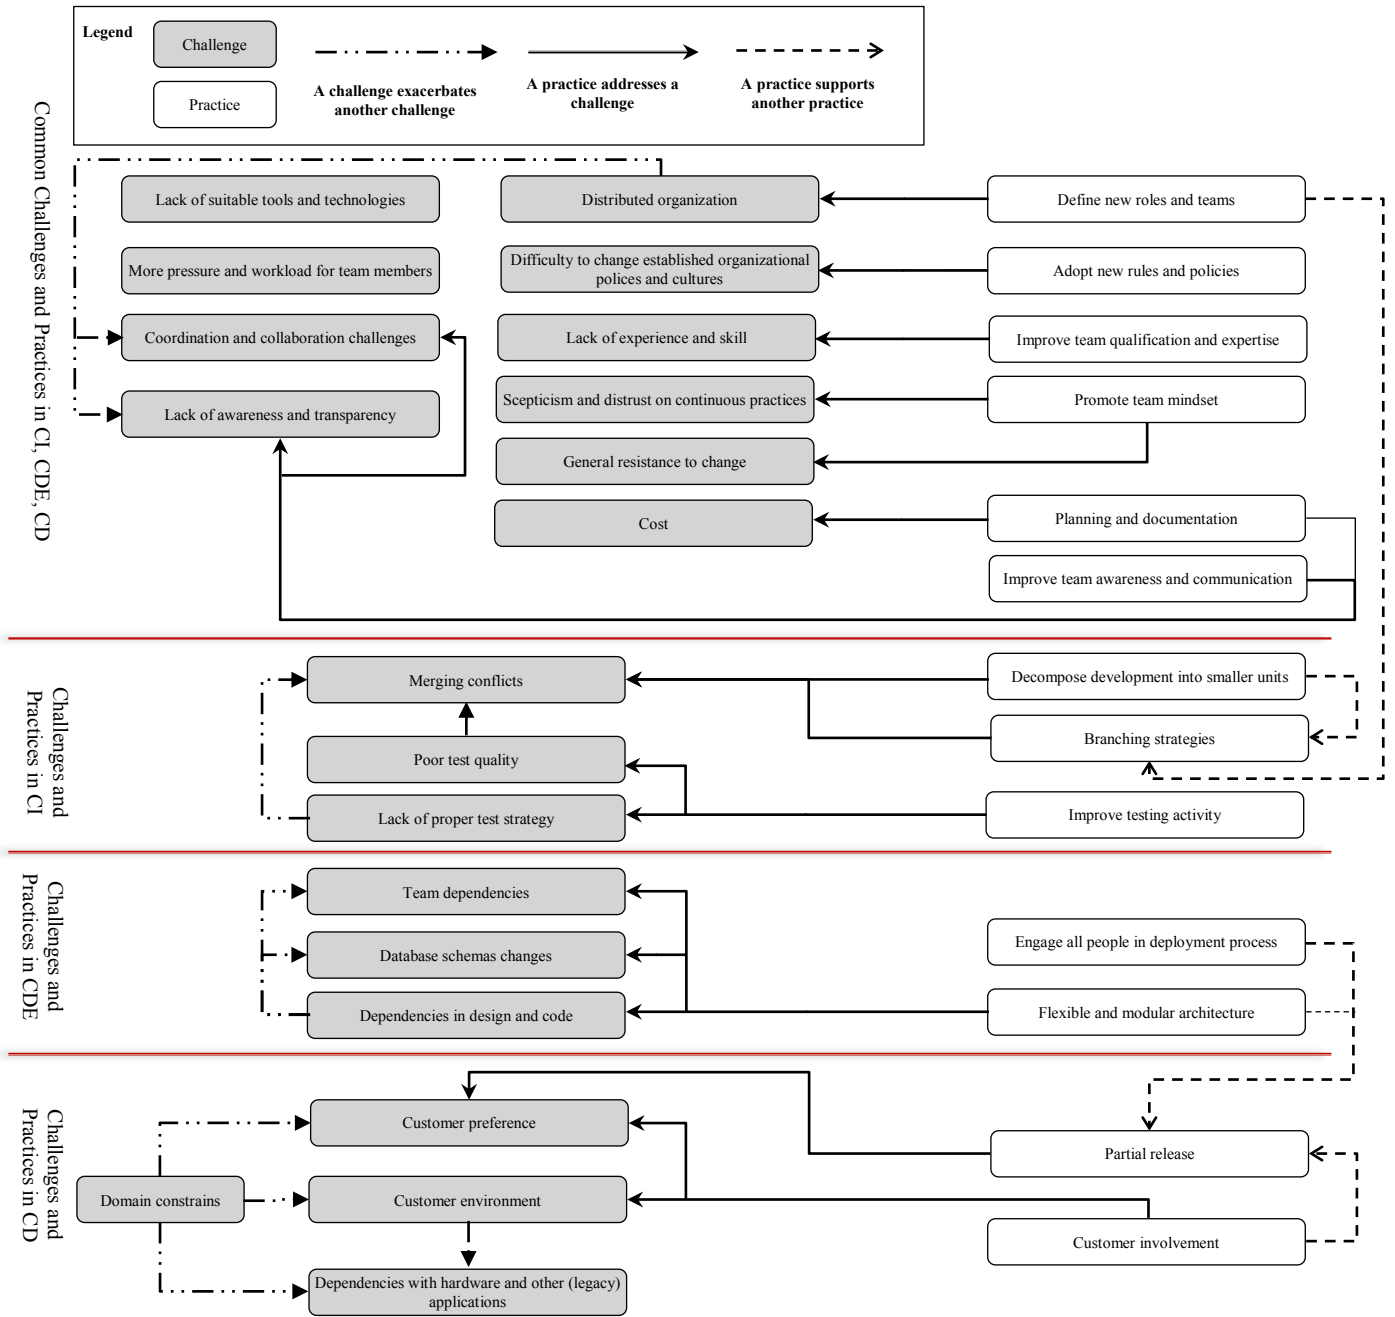 Legend
Challenge
Practice
A challenge exacerbates
another challenge
A practice addresses a
challenge
A practice supports
another practice
Common Challenges and Practices in CI, CDE, CD
Lack of suitable tools and technologies
Distributed organization
Define new roles and teams
More pressure and workload for team members
Difficulty to change established organizational
polices and cultures
Adopt new rules and policies
Coordination and collaboration challenges
Lack of experience and skill
Improve team qualification and expertise
Lack of awareness and transparency
Scepticism and distrust on continuous practices
Promote team mindset
General resistance to change
Cost
Planning and documentation
Improve team awareness and communication
Challenges and
Practices in CI
Merging conflicts
Decompose development into smaller units
Poor test quality
Branching strategies
Lack of proper test strategy
Improve testing activity
Challenges and
Practices in CDE
Team dependencies
Database schemas changes
Engage all people in deployment process
Dependencies in design and code
Flexible and modular architecture
Challenges and
Practices in CD
Customer preference
Partial release
Domain constrains
Customer environment
Customer involvement
Dependencies with hardware and other (legacy)
applications